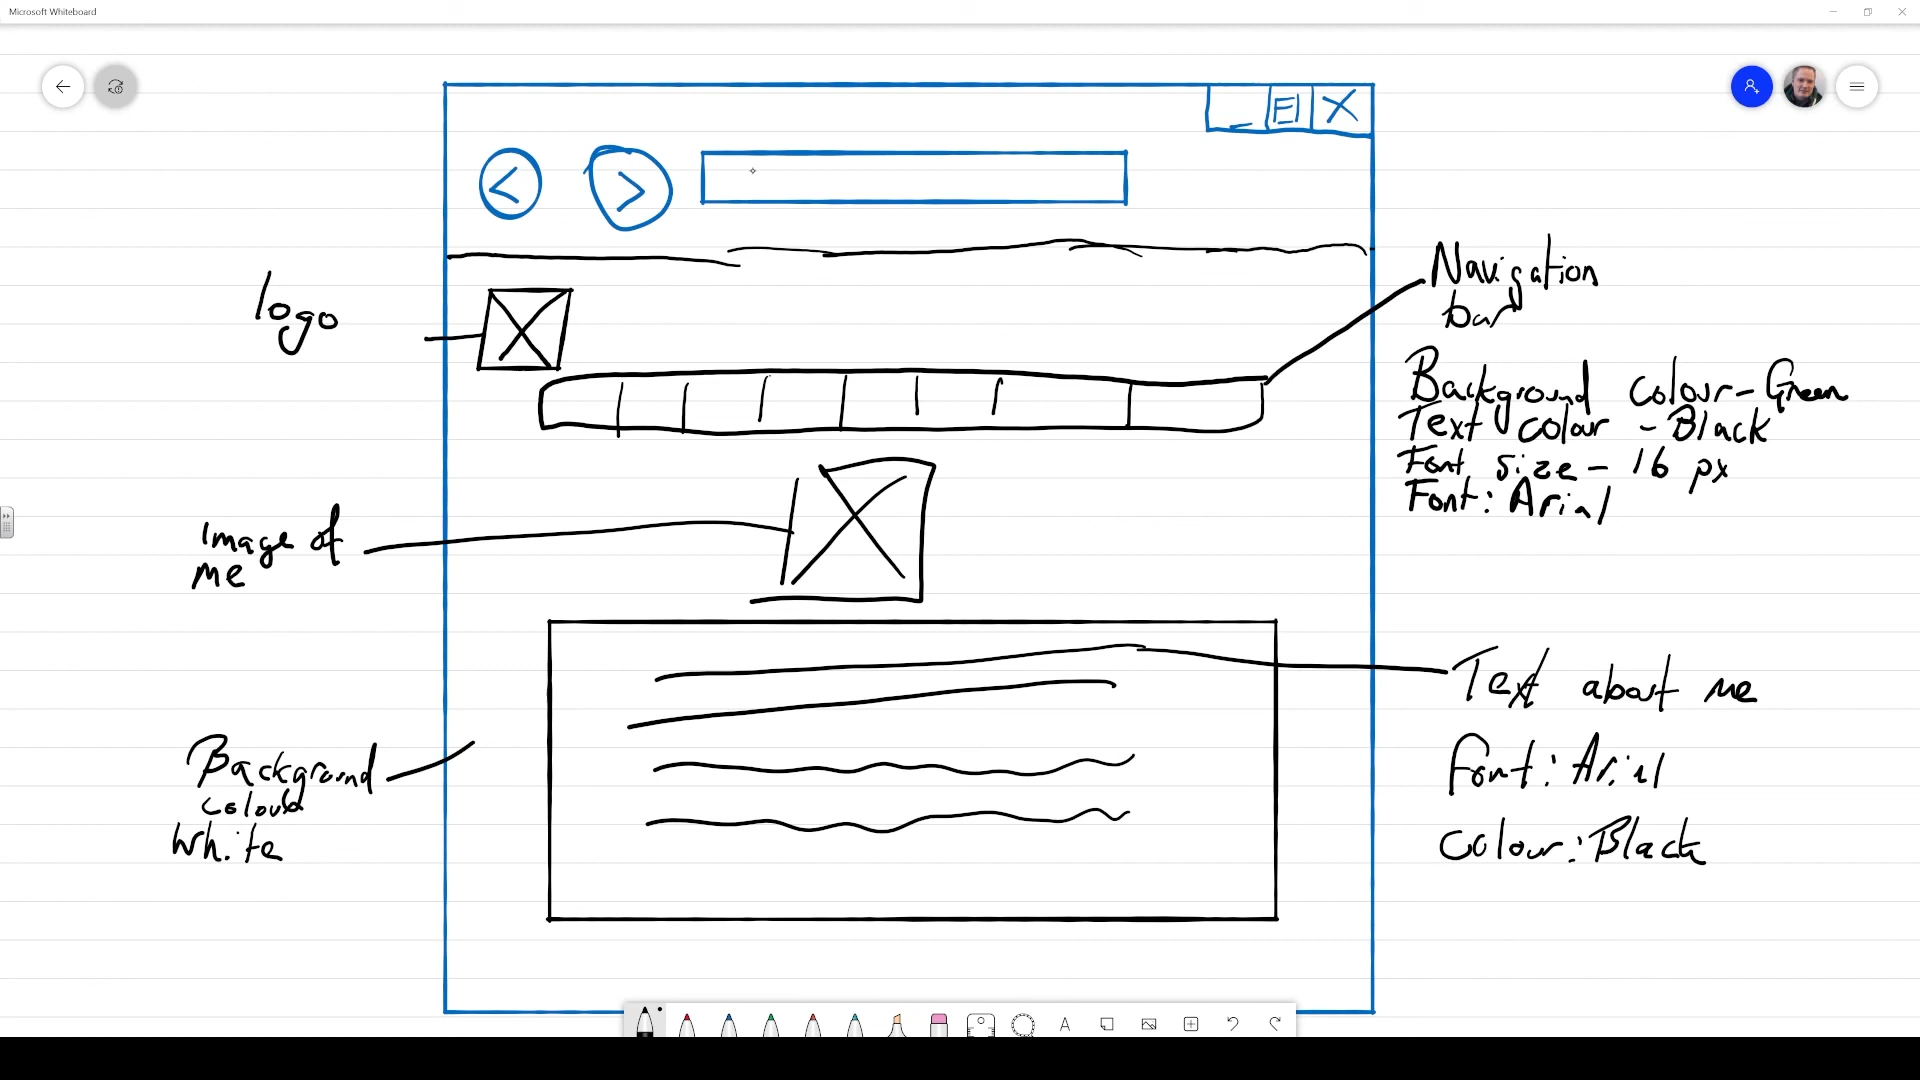 Microsoft Whiteboard
logo
Navigation
bar
Background colour - Green
Text colour - Black
Font size - 16 px
Font: Arial
Image of
me
Text about me
Font: Arial
Colour: Black
Background
colour
White